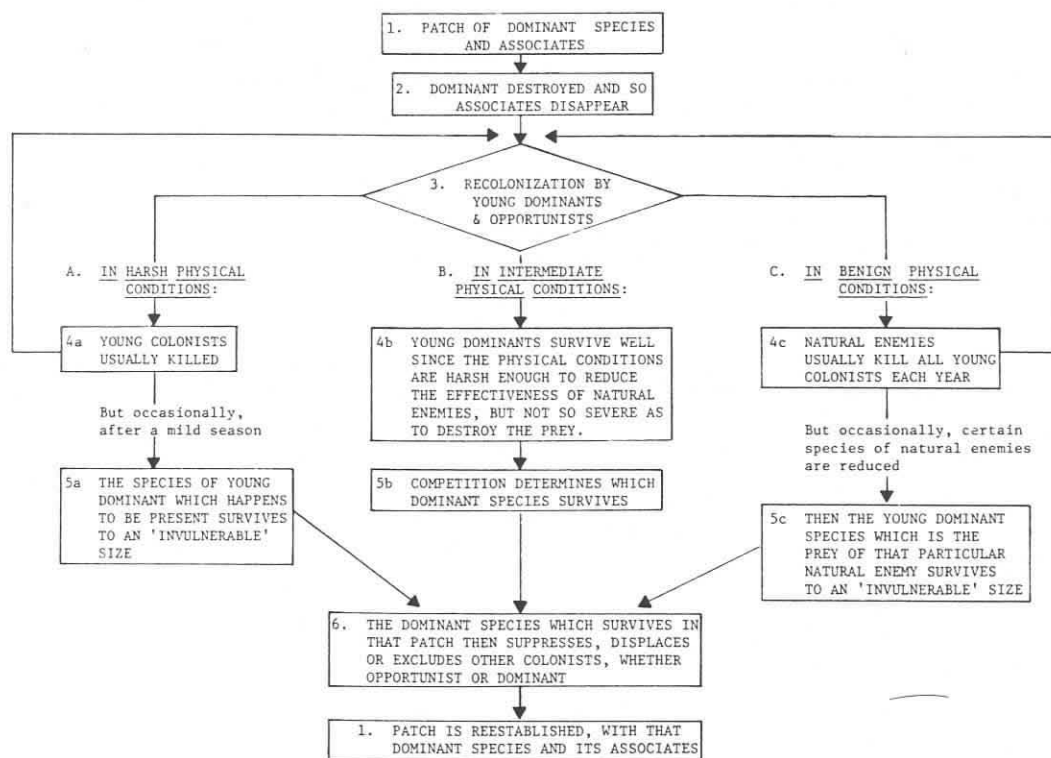 1. PATCH OF DOMINANT SPECIES
AND ASSOCIATES
2. DOMINANT DESTROYED AND SO
ASSOCIATES DISAPPEAR
3. RECOLONIZATION BY
YOUNG DOMINANTS
& OPPORTUNISTS
A. IN HARSH PHYSICAL
CONDITIONS:
4a YOUNG COLONISTS
USUALLY KILLED
But occasionally,
after a mild season
5a THE SPECIES OF YOUNG
DOMINANT WHICH HAPPENS
TO BE PRESENT SURVIVES
TO AN 'INVULNERABLE'
SIZE
B. IN INTERMEDIATE
PHYSICAL CONDITIONS:
4b YOUNG DOMINANTS SURVIVE WELL
SINCE THE PHYSICAL CONDITIONS
ARE HARSH ENOUGH TO REDUCE
THE EFFECTIVENESS OF NATURAL
ENEMIES, BUT NOT SO SEVERE AS
TO DESTROY THE PREY.
5b COMPETITION DETERMINES WHICH
DOMINANT SPECIES SURVIVES
C. IN BENIGN PHYSICAL
CONDITIONS:
4c NATURAL ENEMIES
USUALLY KILL ALL YOUNG
COLONISTS EACH YEAR
But occasionally, certain
species of natural enemies
are reduced
5c THEN THE YOUNG DOMINANT
SPECIES WHICH IS THE
PREY OF THAT PARTICULAR
NATURAL ENEMY SURVIVES
TO AN 'INVULNERABLE' SIZE
6. THE DOMINANT SPECIES WHICH SURVIVES IN
THAT PATCH THEN SUPPRESSES, DISPLACES
OR EXCLUDES OTHER COLONISTS, WHETHER
OPPORTUNIST OR DOMINANT
1. PATCH IS REESTABLISHED, WITH THAT
DOMINANT SPECIES AND ITS ASSOCIATES